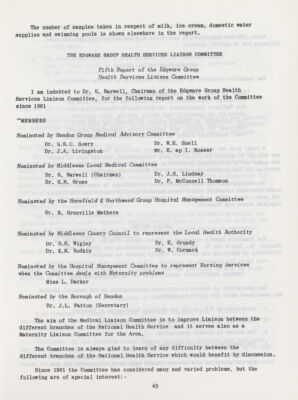 The number of samples taken in respect of milk, ice cream, domestic water
supplies and swimming pools is shown elsewhere in the report.
THE EDGWARE GROUP HEALTH SERVICES LIAISON COMMITTEE
Fifth Report of the Edgware Group
Health Services Liaison Committee
I am indebted to Dr. G. Barwell, Chairman of the Edgware Group Health
Services Liaison Committee, for the following report on the work of the Committee
since 1961
"MEMBERS
Nominated by Hendon Group Medical Advisory Committee
Dr. G.S.C. Sowry Dr. W.E. Snell
Dr. J.A. Livingston Mr. E. ap I. Rosser
Nominated by Middlesex Local Medical Committee
Dr. G. Barwell (Chairman) Dr. J.S. Lindsay
Dr. G.N. Grose Dr. F. McConnell Thomson
Nominated by the Harefield & Northwood Group Hospital Management Committee
Dr. R. Grenville Mathers
Nominated by Middlesex County Council to represent the Local Health Authority
Dr. G.R. Wigley Dr. E. Grundy
Dr. K.M. Bodkin Dr. W. Cormack
Nominated by the Hospital Management Committee to represent Nursing Services
when the Committee deals with Maternity problems
Miss L. Darker
Nominated by the Borough of Hendon
Dr. J.L. Patton (Secretary)
The aim of the Medical Liaison Committee is to improve liaison between the
different branches of the National Health Service and it serves also as a
Maternity Liaison Committee for the Area.
The Committee is always glad to learn of any difficulty between the
different branches of the National Health Service which would benefit by discussion.
Since 1961 the Committee has considered many and varied problems, but the
following are of special interest:-
43